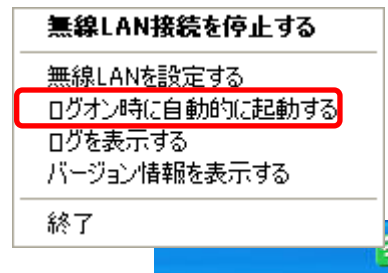 無線LAN接続を停止する
無線LANを設定する
ログオン時に自動的に起動する
ログを表示する
バージョン情報を表示する
終了